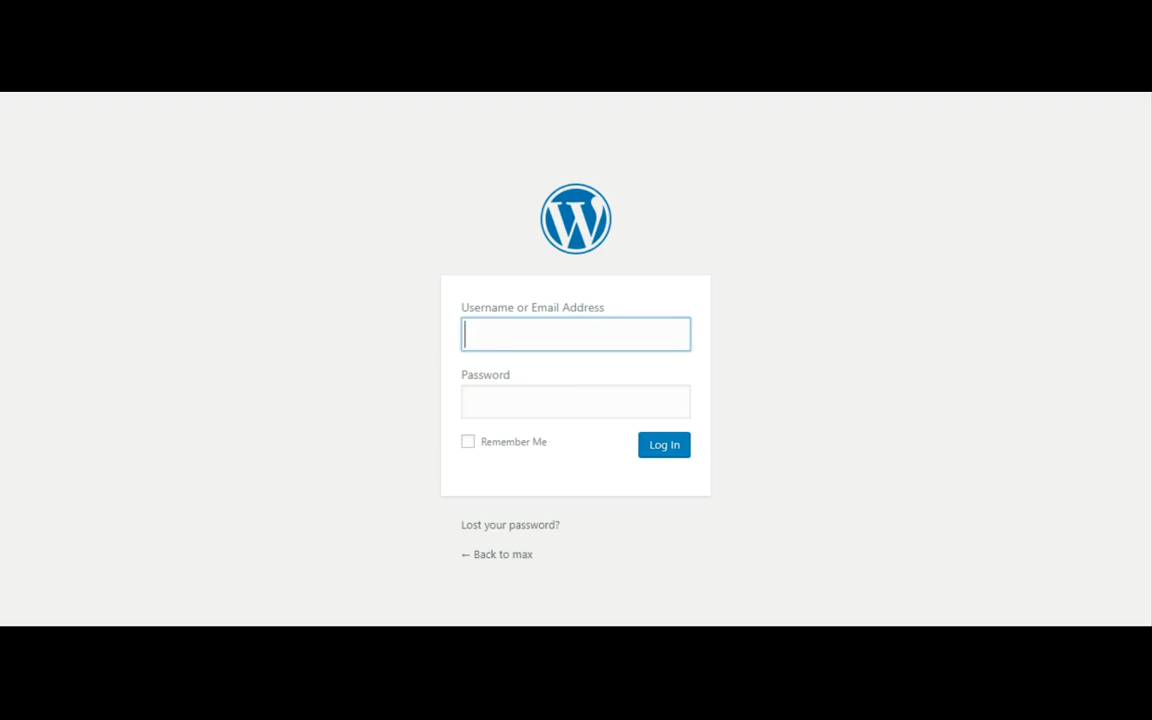 Username or Email Address
Password
Remember Me
Log In
Lost your password?
← Back to max